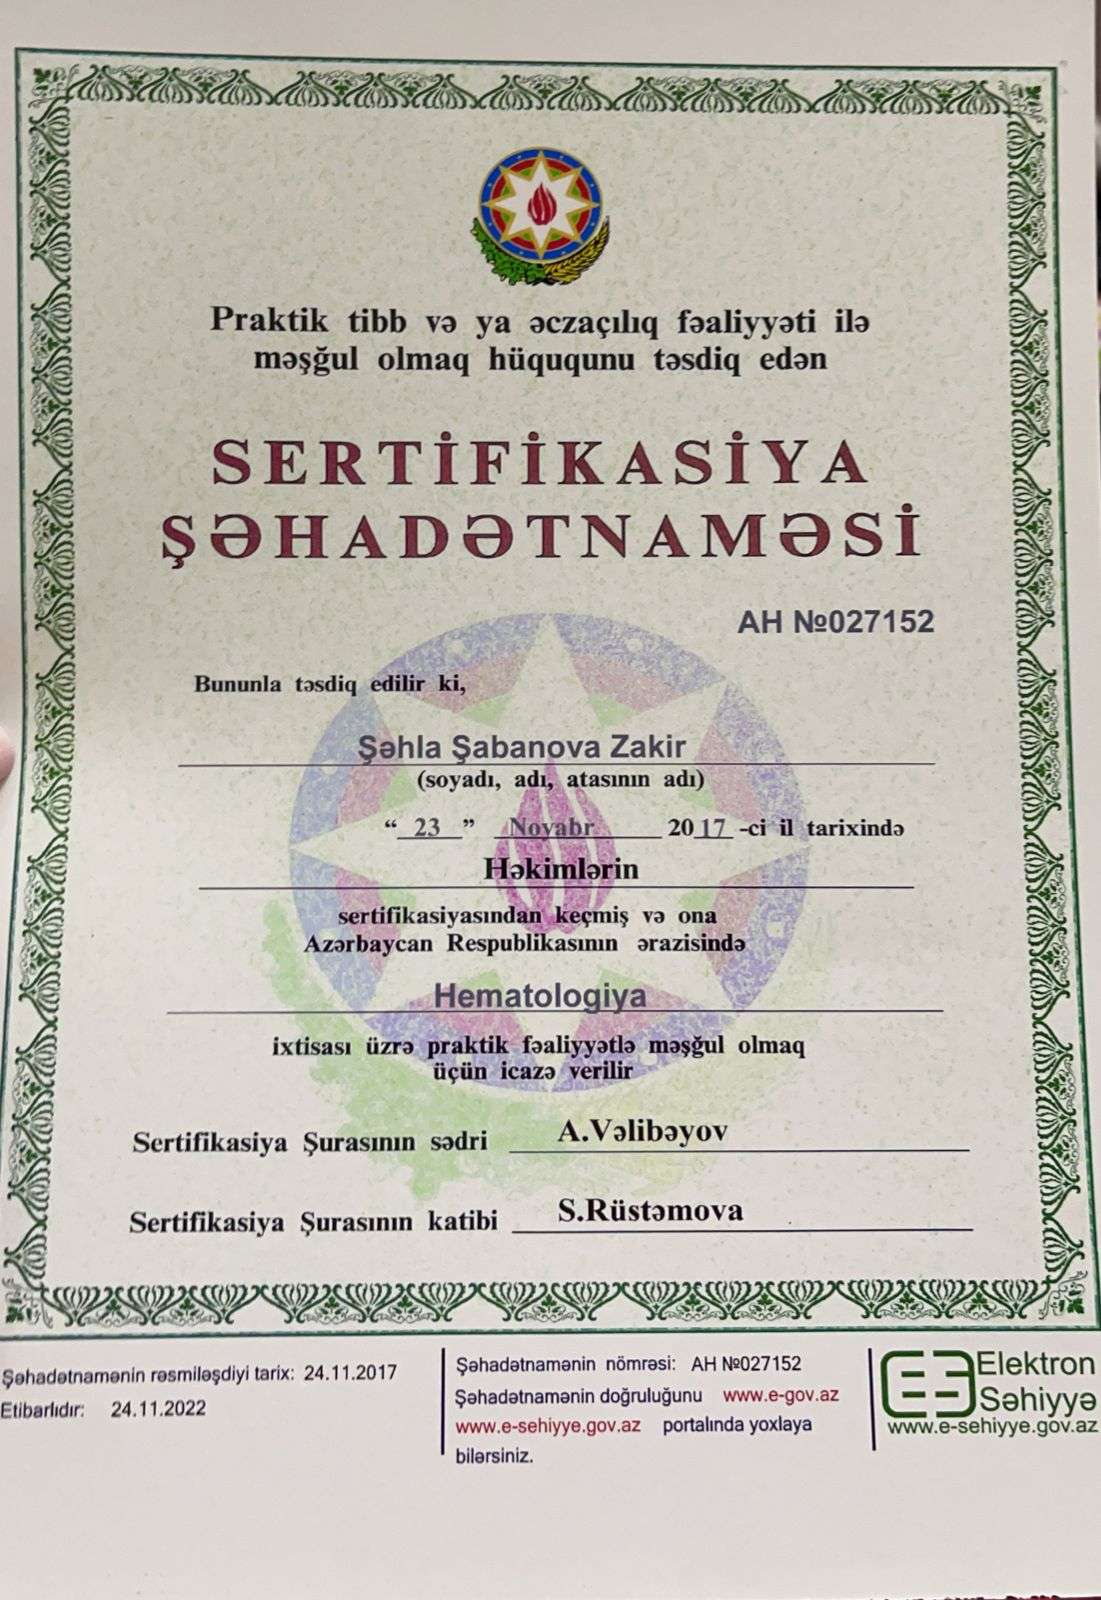 Praktik tibb və ya əczaçılıq fəaliyyəti ilə
məşğul olmaq hüququnu təsdiq edən
SERTİFİKASİYA
ŞƏHADƏTNAMƏSİ
AH №027152
Bununla təsdiq edilir ki,
Şəhla Şabanova Zakir
(soyadı, adı, atasının adı)
“ 23 ” Noyabr 2017 -ci il tarixində
Həkimlərin
sertifikasiyasından keçmiş və ona
Azərbaycan Respublikasının ərazisində
Hematologiya
ixtisası üzrə praktik fəaliyyətlə məşğul olmaq
üçün icazə verilir
Sertifikasiya Şurasının sədri A.Vəlibəyov
Sertifikasiya Şurasının katibi S.Rüstəmova
Şəhadətnamənin rəsmiləşdiyi tarix: 24.11.2017
Etibarlıdır: 24.11.2022
Şəhadətnamənin nömrəsi: AH №027152
Şəhadətnamənin doğruluğunu www.e-gov.az
www.e-sehiyye.gov.az portalında yoxlaya
bilərsiniz.
Elektron
Səhiyyə
www.e-sehiyye.gov.az